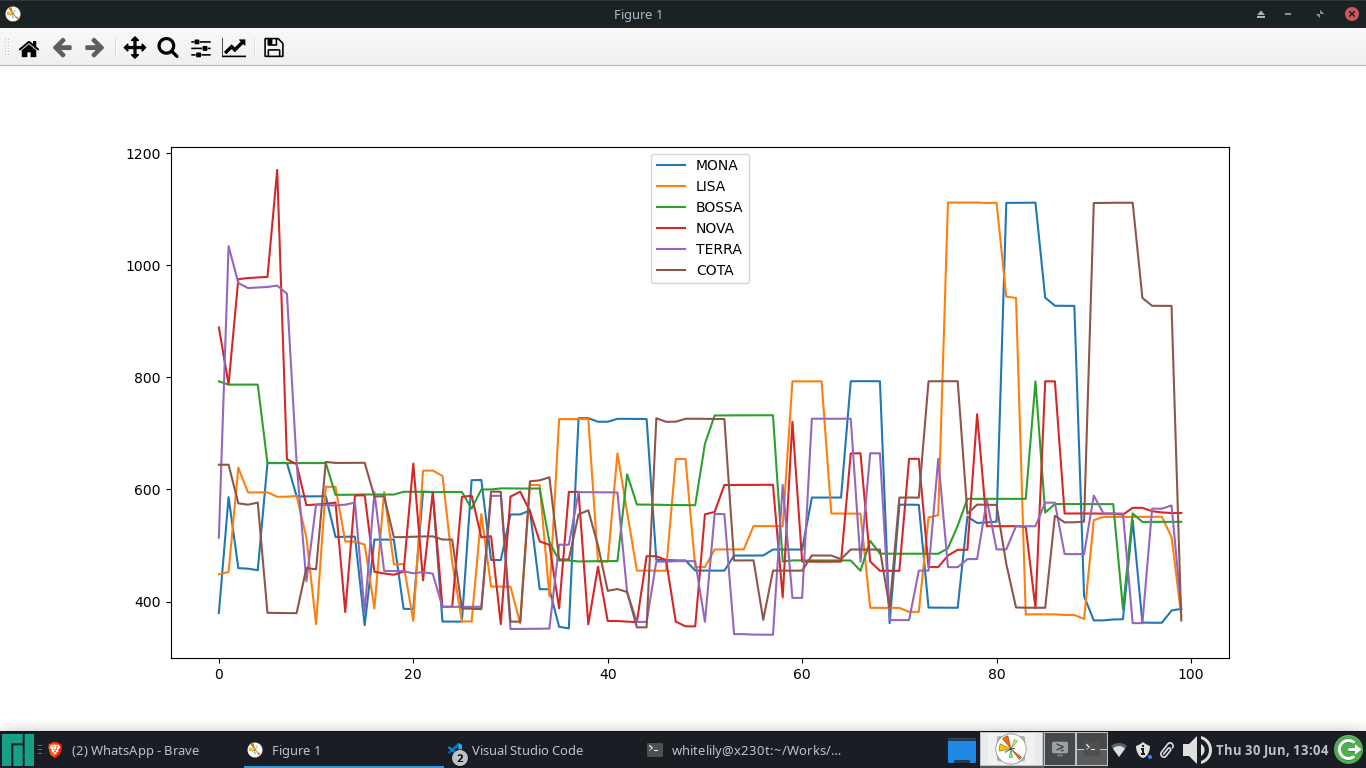 Figure 1
1200
1000
800
600
400
0
20
40
60
80
100
MONA
LISA
BOSSA
NOVA
TERRA
COTA
(2) WhatsApp - Brave
Figure 1
2
Visual Studio Code
whitelily@x230t:~/Works/...
Thu 30 Jun, 13:04